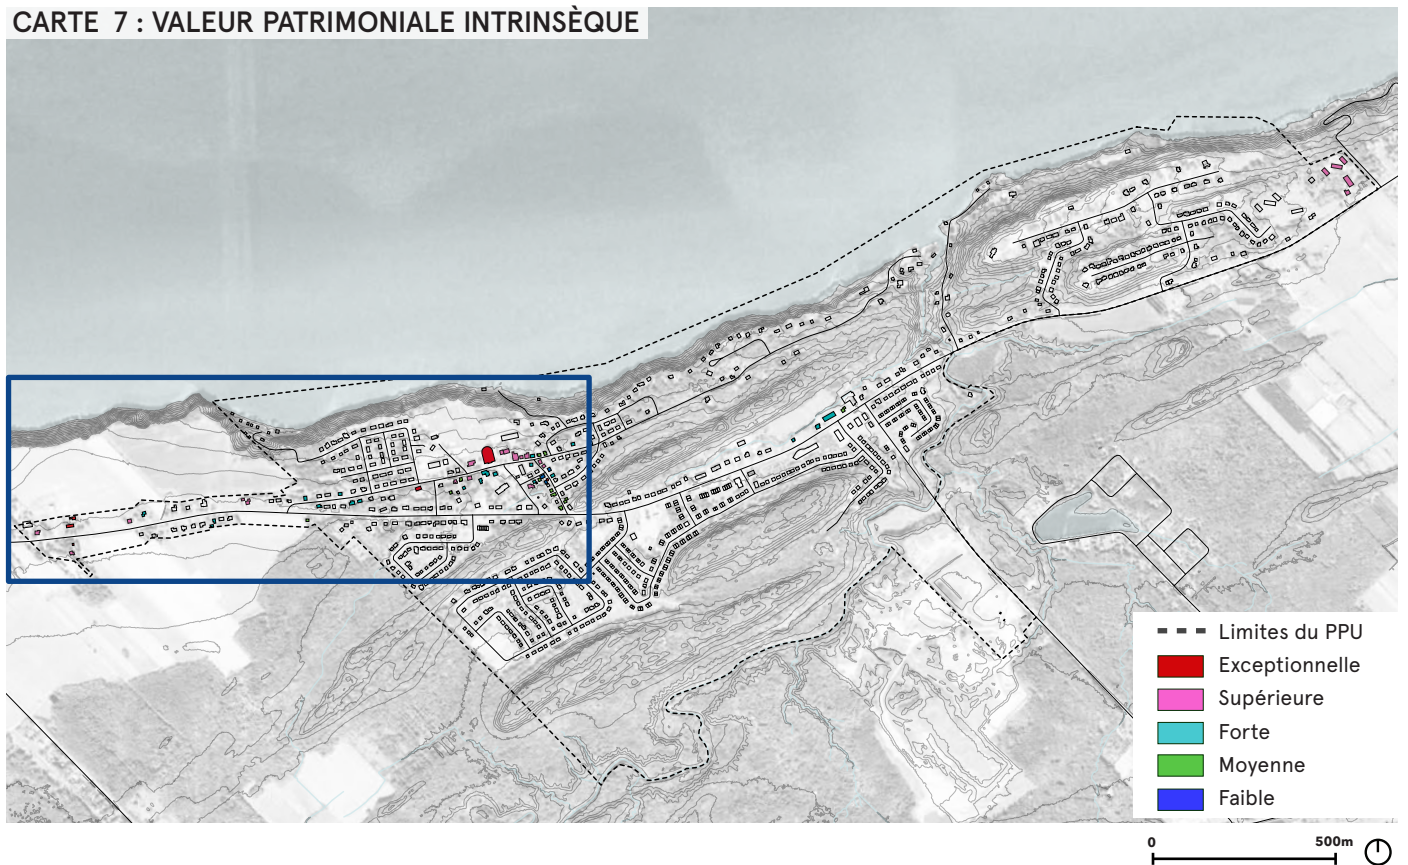 CARTE 7 : VALEUR PATRIMONIALE INTRINSÈQUE
Limites du PPU
Exceptionnelle
Supérieure
Forte
Moyenne
Faible
0 500m